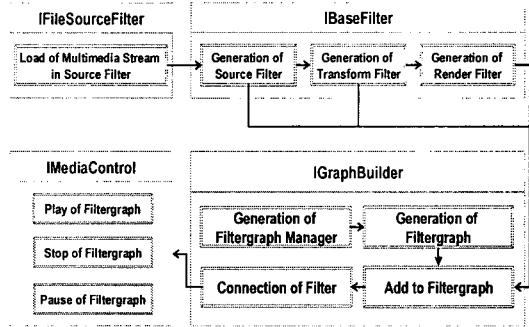 IFileSourceFilter
Load of Multimedia Stream
in Source Filter
IBaseFilter
Generation of
Source Filter
Generation of
Transform Filter
Generation of
Render Filter
IMediaControl
Play of Filtergraph
Stop of Filtergraph
Pause of Filtergraph
IGraphBuilder
Generation of
Filtergraph Manager
Generation of
Filtergraph
Connection of Filter
Add to Filtergraph